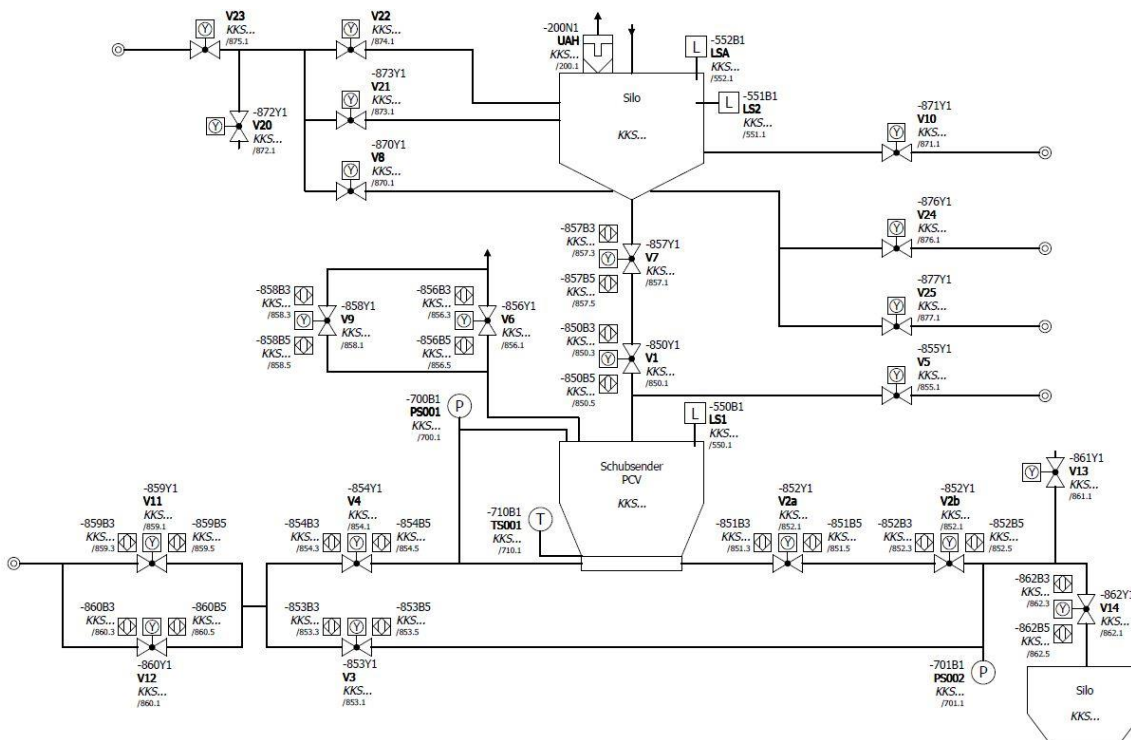 V23
KKS...
/875.1
V22
KKS...
/874.1
-873Y1
V21
KKS...
/873.1
-872Y1
V20
KKS...
/872.1
-870Y1
V8
KKS...
/870.1
-200N1
UAH
KKS...
/200.1
-552B1
LSA
KKS...
/552.1
L
-551B1
LS2
KKS...
/551.1
L
Silo
KKS...
-871Y1
V10
KKS...
/871.1
-876Y1
V24
KKS...
/876.1
-877Y1
V25
KKS...
/877.1
-855Y1
V5
KKS...
/855.1
-857B3
KKS...
/857.3
-857Y1
V7
KKS...
/857.1
-857B5
KKS...
/857.5
-850B3
KKS...
/850.3
-850Y1
V1
KKS...
/850.1
-850B5
KKS...
/850.5
-858B3
KKS...
/858.3
-858Y1
V9
KKS...
/858.1
-858B5
KKS...
/858.5
-856B3
KKS...
/856.3
-856Y1
V6
KKS...
/856.1
-856B5
KKS...
/856.5
-700B1
PS001
KKS...
/700.1
P
-550B1
LS1
KKS...
/550.1
L
Schubsender
PCV
KKS...
-710B1
TS001
KKS...
/710.1
T
-861Y1
V13
KKS...
/861.1
-859Y1
V11
KKS...
/859.1
-859B3
KKS...
/859.3
-859B5
KKS...
/859.5
-854Y1
V4
KKS...
/854.1
-854B3
KKS...
/854.3
-854B5
KKS...
/854.5
-852Y1
V2a
KKS...
/852.1
-851B3
KKS...
/851.3
-851B5
KKS...
/851.5
-852Y1
V2b
KKS...
/852.1
-852B3
KKS...
/852.3
-852B5
KKS...
/852.5
-860B3
KKS...
/860.3
-860B5
KKS...
/860.5
-860Y1
V12
KKS...
/860.1
-853B3
KKS...
/853.3
-853B5
KKS...
/853.5
-853Y1
V3
KKS...
/853.1
-862B3
KKS...
/862.3
-862Y1
V14
KKS...
/862.1
-862B5
KKS...
/862.5
-701B1
PS002
KKS...
/701.1
P
Silo
KKS...